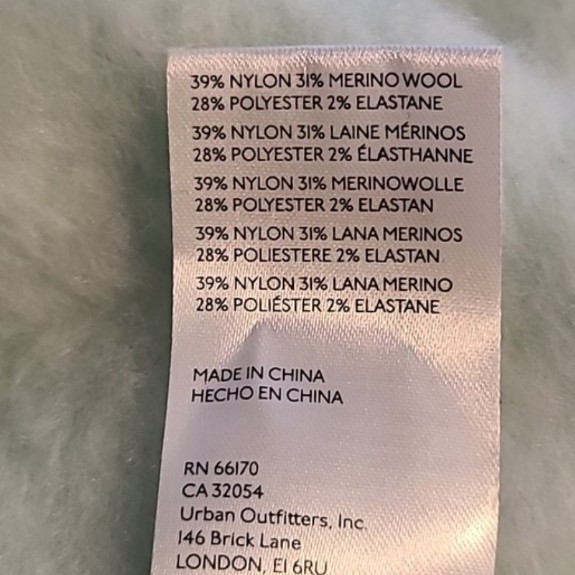 39% NYLON 31% MERINO WOOL
28% POLYESTER 2% ELASTANE
39% NYLON 31% LAINE MÉRINOS
28% POLYESTER 2% ÉLASTHANNE
39% NYLON 31% MERINOWOLLE
28% POLYESTER 2% ELASTAN
39% NYLON 31% LANA MERINOS
28% POLIESTERE 2% ELASTAN
39% NYLON 31% LANA MERINO
28% POLIÉSTER 2% ELASTANE
MADE IN CHINA
HECHO EN CHINA
RN 66170
CA 32054
Urban Outfitters, Inc.
146 Brick Lane
LONDON, E1 6RU